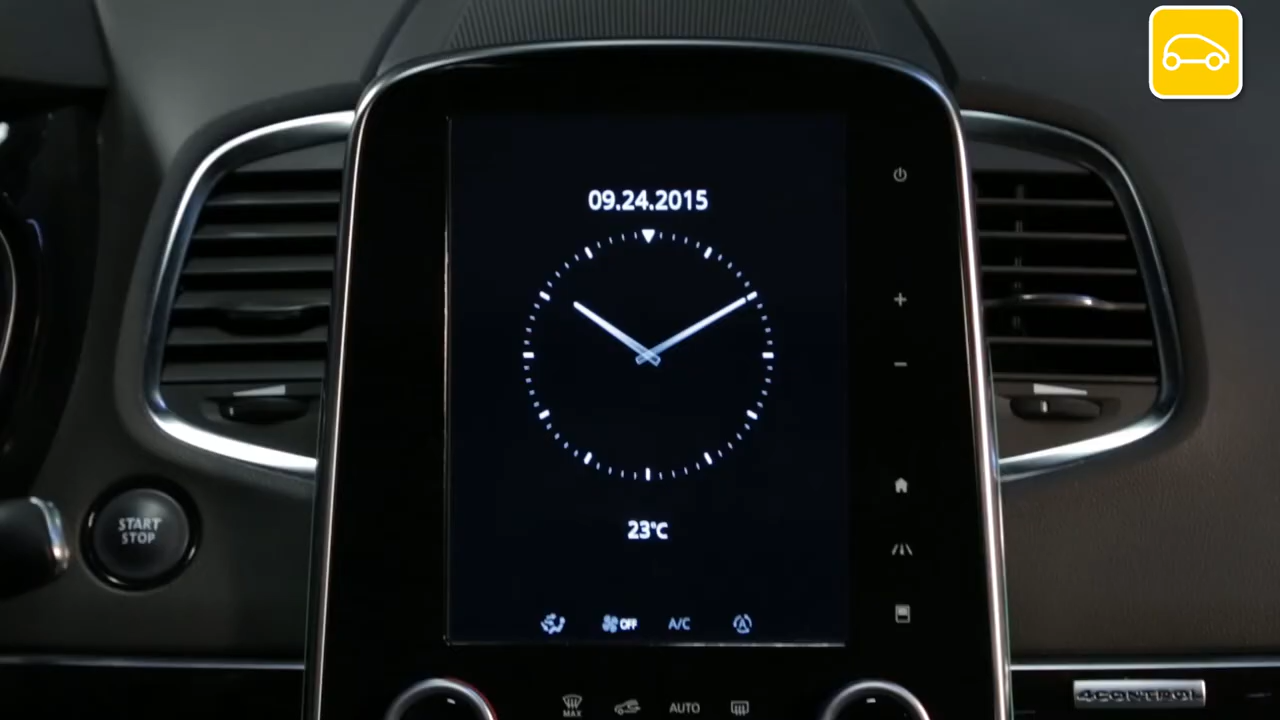 09.24.2015
23°C
OFF
A/C
START
STOP
MAX
AUTO
4CONTROL